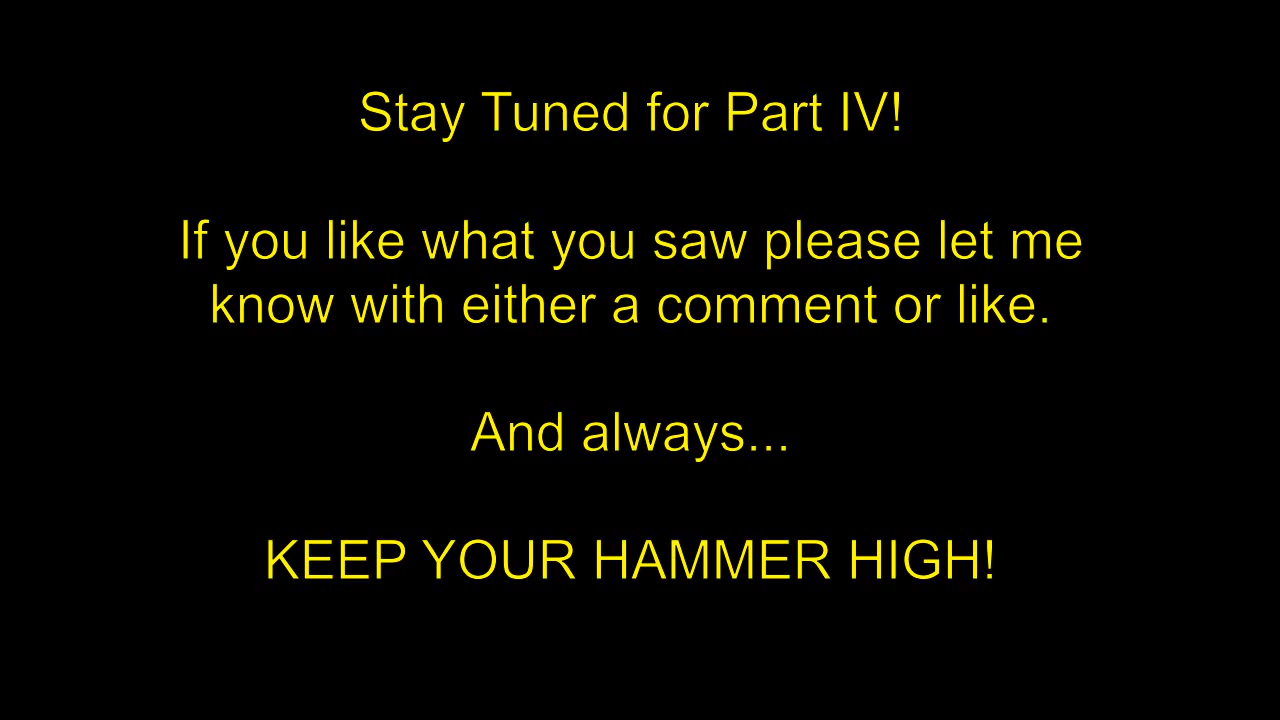 Stay Tuned for Part IV!
If you like what you saw please let me
know with either a comment or like.
And always...
KEEP YOUR HAMMER HIGH!